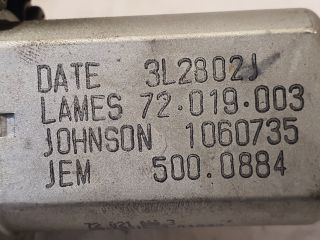 DATE 3L2802J
LAMES 72.019.003
JOHNSON 1060735
JEM 500.0884